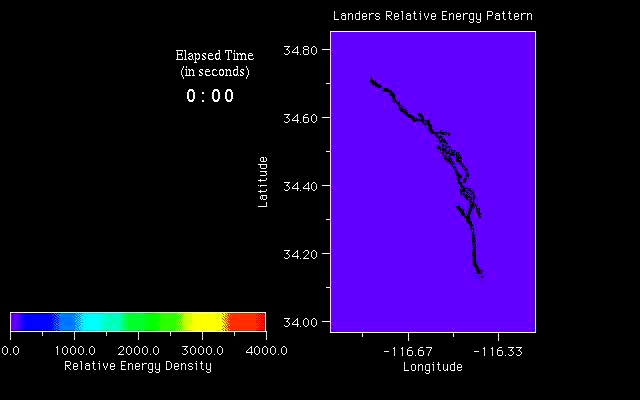 Landers Relative Energy Pattern
Elapsed Time
(in seconds)
0:00
34.80
34.60
34.40
34.20
34.00
Latitude
-116.67 -116.33
Longitude
0.0 1000.0 2000.0 3000.0 4000.0
Relative Energy Density